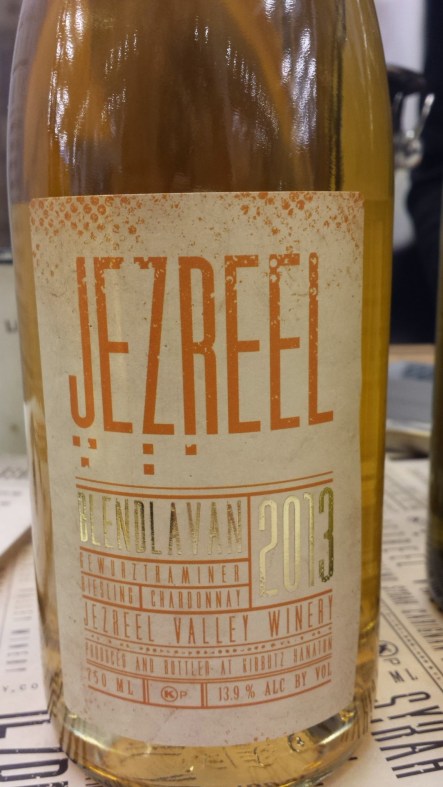 JEZREEL
BLENDLAVAN
2013
GEWURZTRAMINER
RIESLING CHARDONNAY
JEZREEL VALLEY WINERY
PRODUCED AND BOTTLED AT KIBBUTZ HANATON
750 ML K P 13.9 % ALC BY VOL
SYRAH